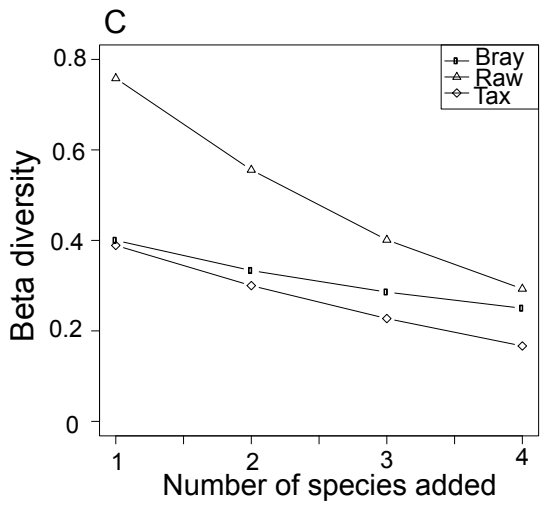 C
Bray
Raw
Tax
0.8
0.6
0.4
0.2
0
Beta diversity
1 2 3 4
Number of species added